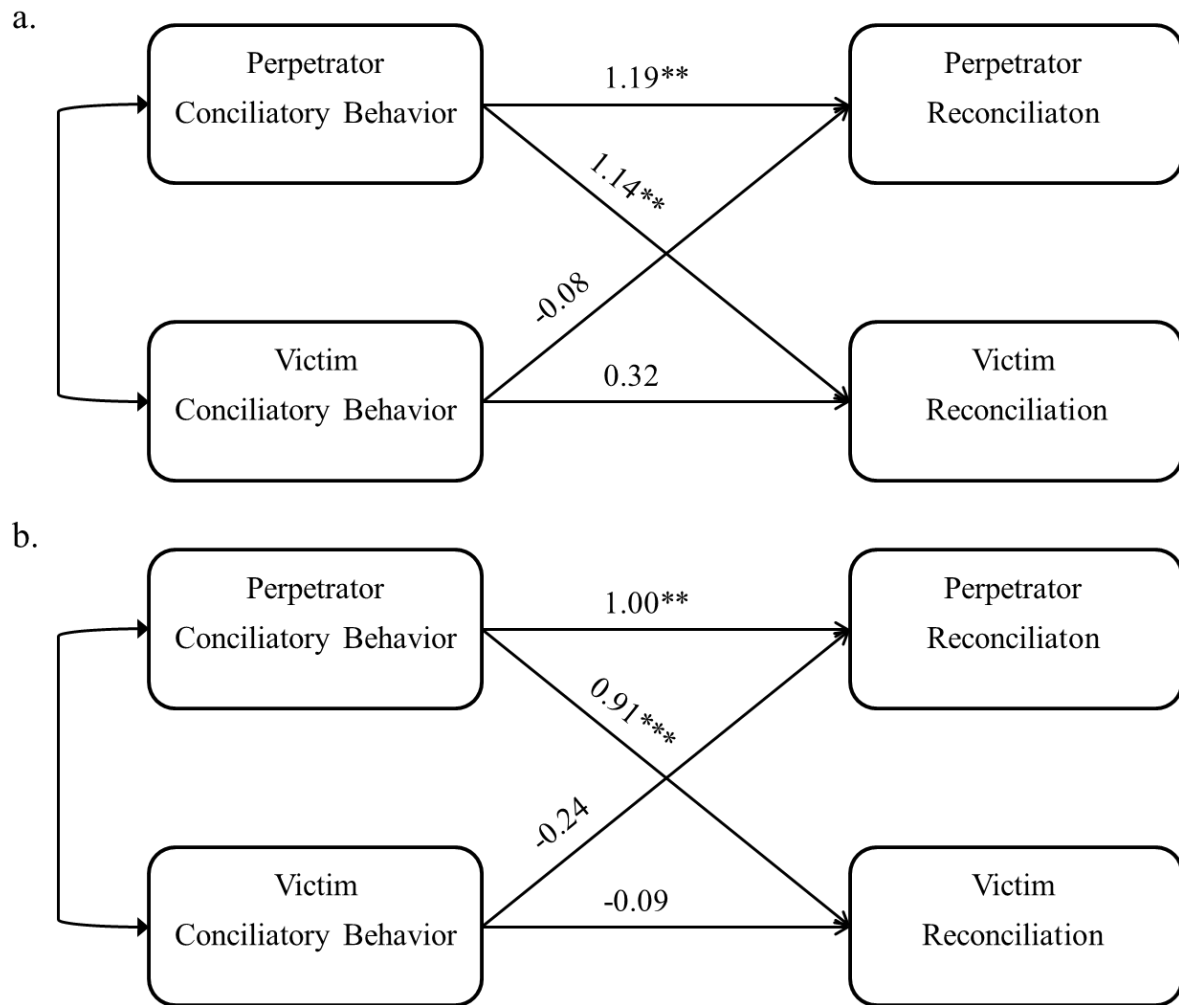 a.
Perpetrator
Conciliatory Behavior
1.19**
Perpetrator
Reconciliaton
1.14**
-0.08
Victim
Conciliatory Behavior
0.32
Victim
Reconciliation
b.
Perpetrator
Conciliatory Behavior
1.00**
Perpetrator
Reconciliaton
0.91***
-0.24
Victim
Conciliatory Behavior
-0.09
Victim
Reconciliation